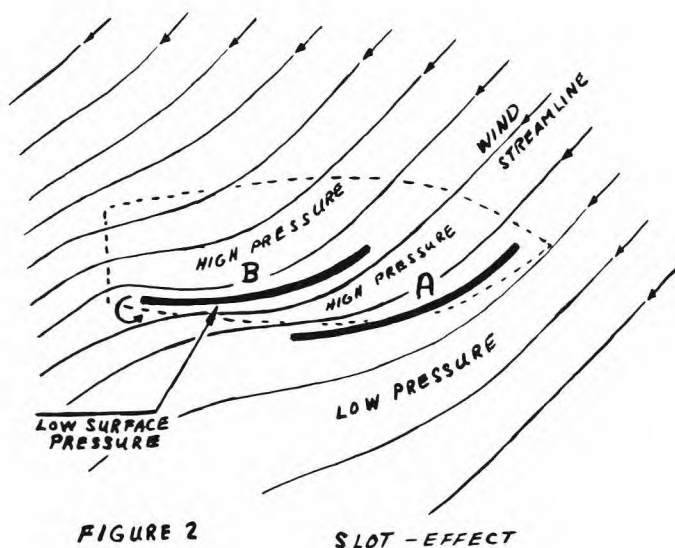 WIND
STREAMLINE
HIGH PRESSURE
B
HIGH PRESSURE
A
LOW PRESSURE
LOW SURFACE
PRESSURE
FIGURE 2 SLOT-EFFECT